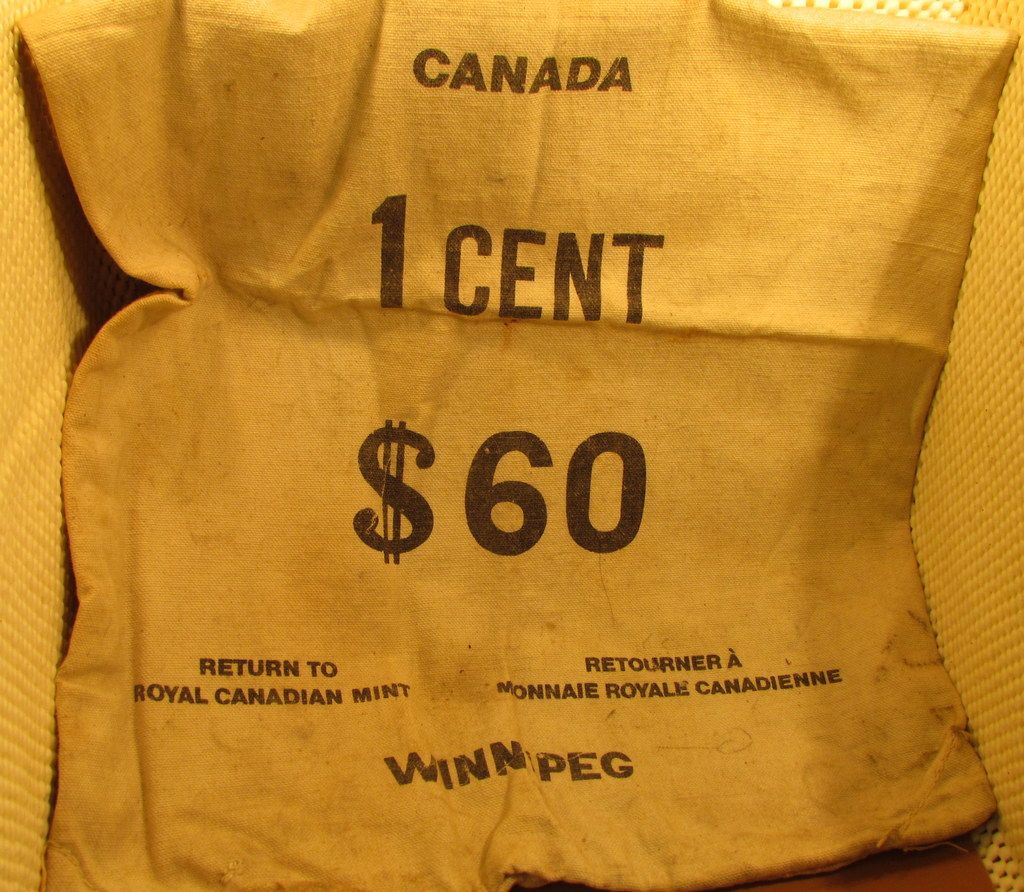 CANADA
1 CENT
$60
RETURN TO
ROYAL CANADIAN MINT
RETOURNER À
MONNAIE ROYALE CANADIENNE
WINNIPEG